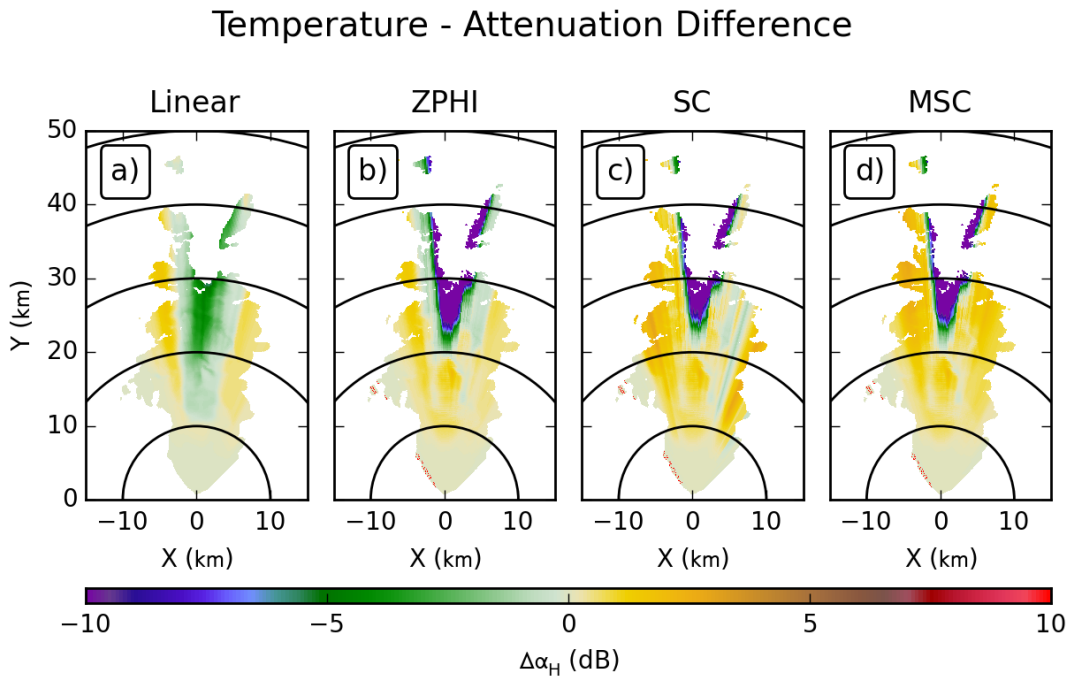 Temperature - Attenuation Difference
Linear ZPHI SC MSC
a) b) c) d)
50
40
30
20
10
0
Y (km)
−10 0 10 −10 0 10 −10 0 10 −10 0 10
X (km) X (km) X (km) X (km)
−10 −5 0 5 10
Δα_H (dB)